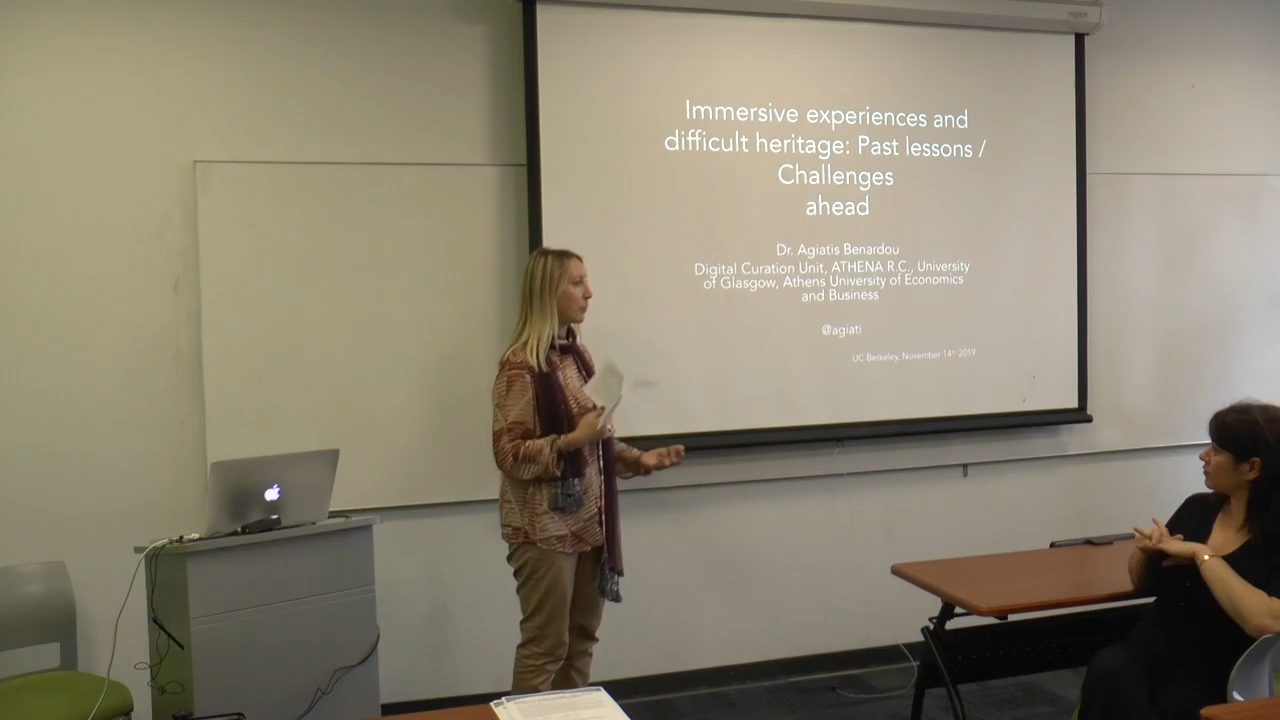 Immersive experiences and
difficult heritage: Past lessons /
Challenges
ahead
Dr. Agiatis Benardou
Digital Curation Unit, ATHENA R.C., University
of Glasgow, Athens University of Economics
and Business
@agiati
UC Berkeley, November 14th 2019